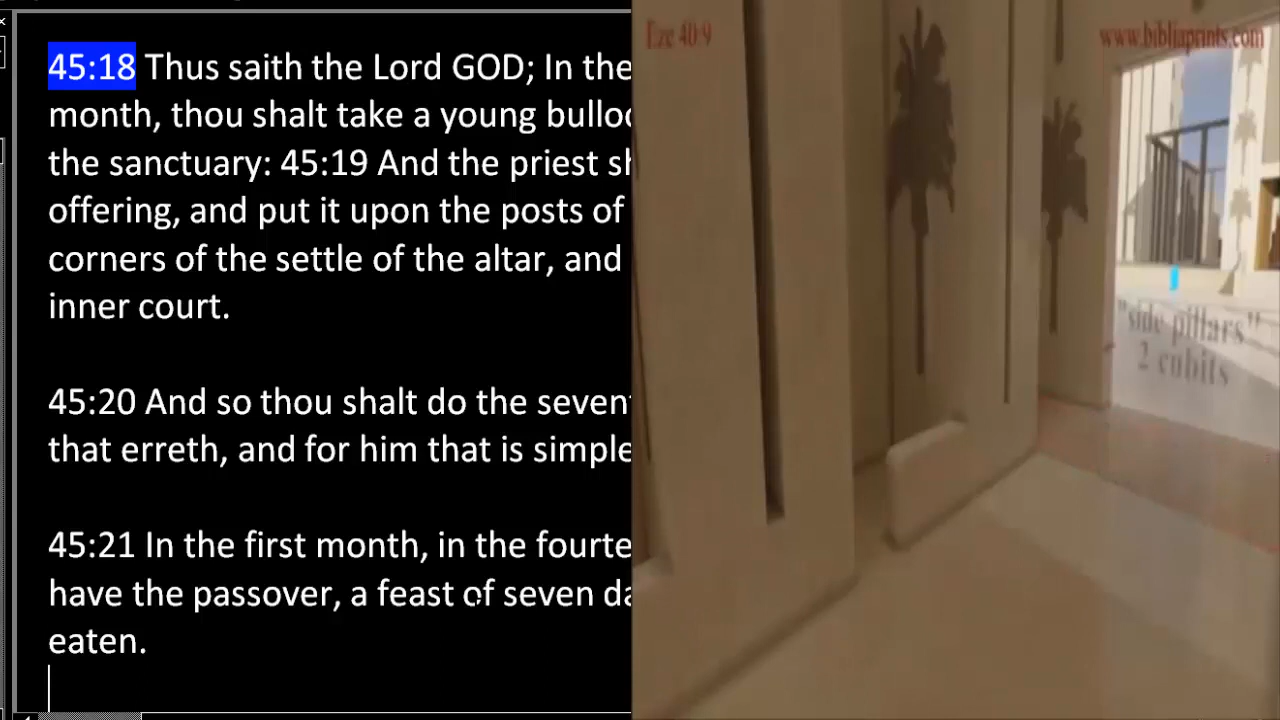 45:18 Thus saith the Lord GOD; In the
month, thou shalt take a young bulloc
the sanctuary: 45:19 And the priest sh
offering, and put it upon the posts of
corners of the settle of the altar, and
inner court.
45:20 And so thou shalt do the sevent
that erreth, and for him that is simple
45:21 In the first month, in the fourte
have the passover, a feast of seven da
eaten.
Eze 40:9
www.bibliaprints.com
"side pillars"
2 cubits